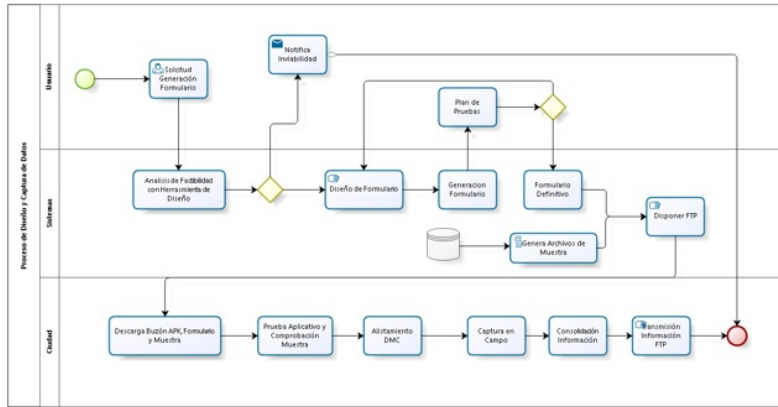 Proceso de Diseño y Captura de Datos
Usuario
Solicitud
Generación
Formulario
Notifica
Inviabilidad
Plan de
Pruebas
Sistemas
Analisis de Factibilidad
con Herrasmienta de
Diseño
Diseño de Formulario
Generacion
Formulario
Formulario
Definitivo
Disponer FTP
Genera Archivos de
Muestra
Ciudad
Descarga Buzón APK, Formulario
y Muestra
Prueba Aplicativo y
Comprobación
Muestra
Alistamiento
DMC
Captura en
Campo
Consolidación
Información
Transmisión
Información
FTP